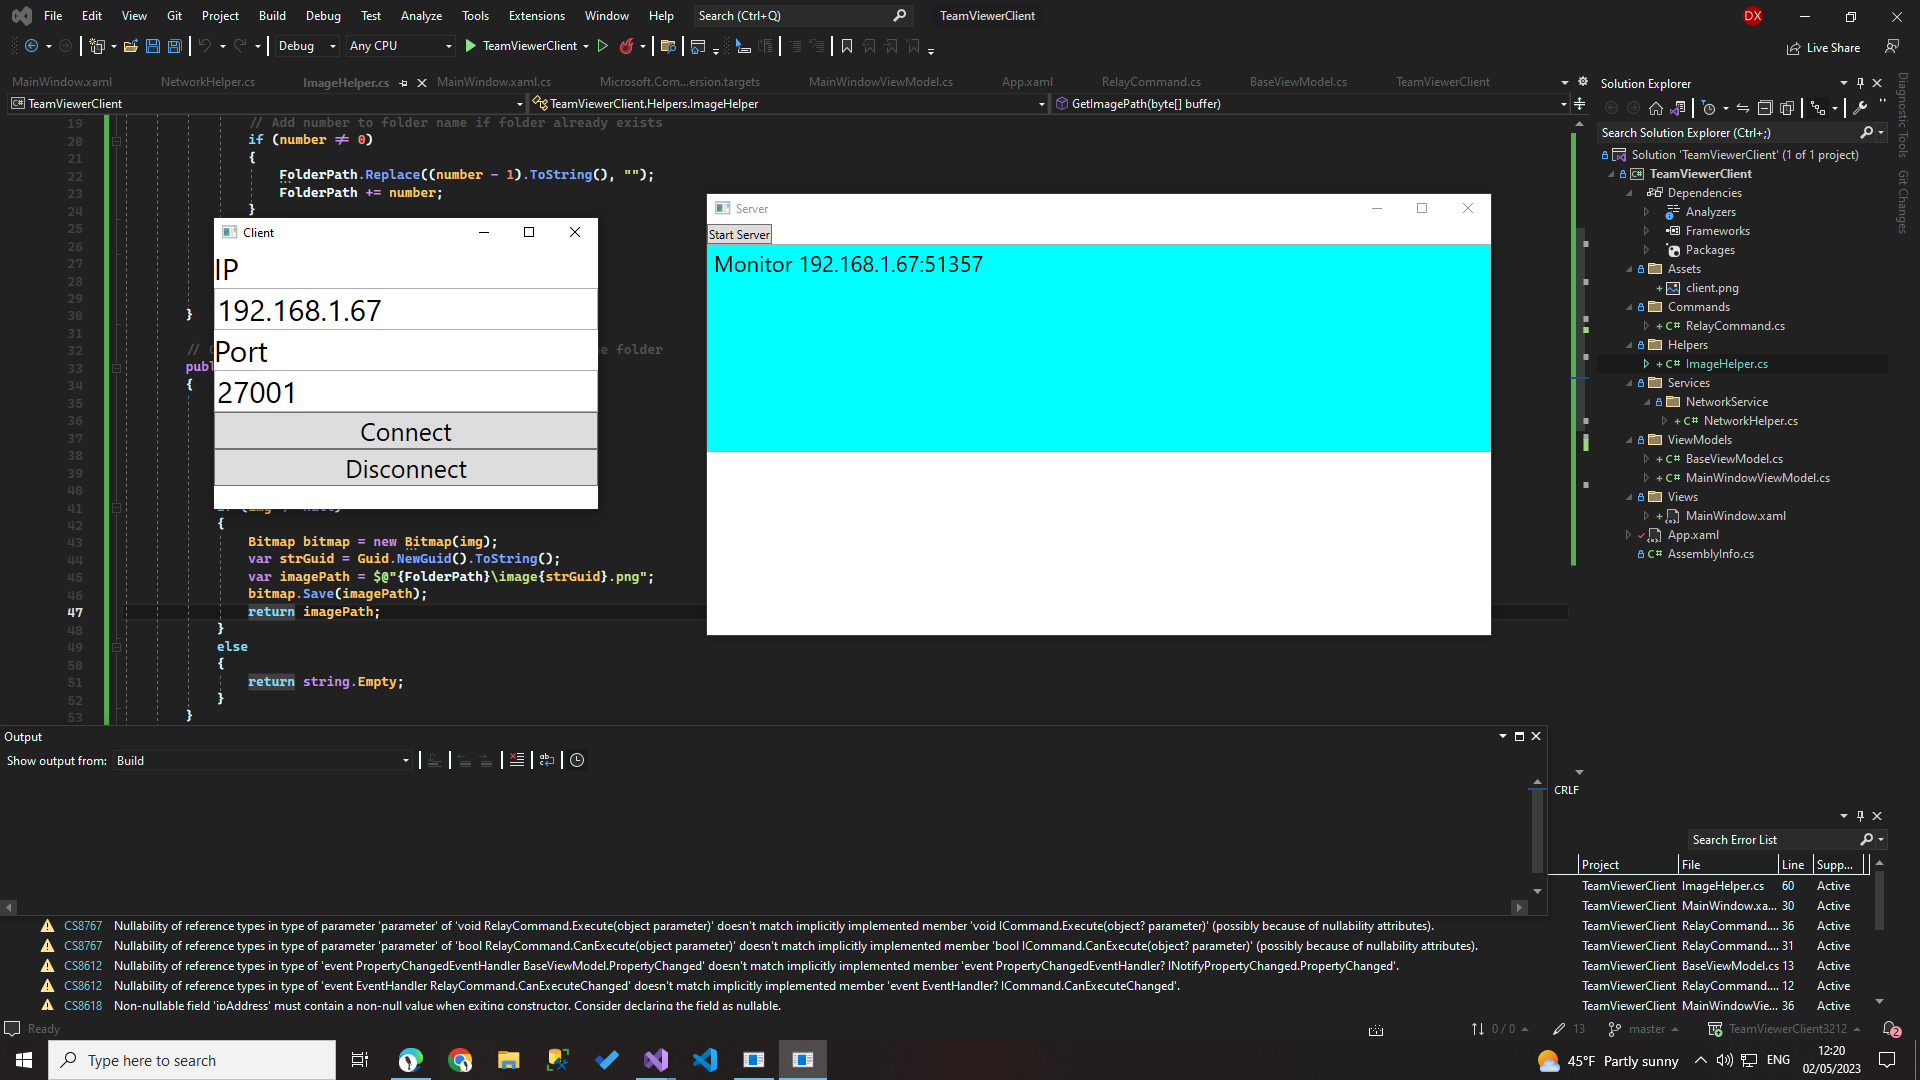 File Edit View Git Project Build Debug Test Analyze Tools Extensions Window Help Search (Ctrl+Q) TeamViewerClient DX
Debug Any CPU TeamViewerClient Live Share
MainWindow.xaml NetworkHelper.cs ImageHelper.cs MainWindow.xaml.cs Microsoft.Com...ersion.targets MainWindowViewModel.cs App.xaml RelayCommand.cs BaseViewModel.cs TeamViewerClient
TeamViewerClient TeamViewerClient.Helpers.ImageHelper GetImagePath(byte[] buffer)
19 // Add number to folder name if folder already exists
20 if (number ≠ 0)
21 {
22 FolderPath.Replace((number - 1).ToString(), "");
23 FolderPath += number;
24 }
25
26
27
28
29
30 }
31
32 // e folder
33 publ
34 {
35
36
37
38
39
40
41
42 {
43 Bitmap bitmap = new Bitmap(img);
44 var strGuid = Guid.NewGuid().ToString();
45 var imagePath = $@"{FolderPath}\image{strGuid}.png";
46 bitmap.Save(imagePath);
47 return imagePath;
48 }
49 else
50 {
51 return string.Empty;
52 }
53 }
Client
IP
192.168.1.67
Port
27001
Connect
Disconnect
Server
Start Server
Monitor 192.168.1.67:51357
Solution Explorer
Search Solution Explorer (Ctrl+;)
Solution 'TeamViewerClient' (1 of 1 project)
TeamViewerClient
Dependencies
Analyzers
Frameworks
Packages
Assets
client.png
Commands
RelayCommand.cs
Helpers
ImageHelper.cs
Services
NetworkService
NetworkHelper.cs
ViewModels
BaseViewModel.cs
MainWindowViewModel.cs
Views
MainWindow.xaml
App.xaml
AssemblyInfo.cs
Diagnostic Tools
Git Changes
Output
Show output from: Build
CRLF
Search Error List
Project File Line Supp...
TeamViewerClient ImageHelper.cs 60 Active
TeamViewerClient MainWindow.xa... 30 Active
CS8767 Nullability of reference types in type of parameter 'parameter' of 'void RelayCommand.Execute(object parameter)' doesn't match implicitly implemented member 'void ICommand.Execute(object? parameter)' (possibly because of nullability attributes). TeamViewerClient RelayCommand.... 36 Active
CS8767 Nullability of reference types in type of parameter 'parameter' of 'bool RelayCommand.CanExecute(object parameter)' doesn't match implicitly implemented member 'bool ICommand.CanExecute(object? parameter)' (possibly because of nullability attributes). TeamViewerClient RelayCommand.... 31 Active
CS8612 Nullability of reference types in type of 'event PropertyChangedEventHandler BaseViewModel.PropertyChanged' doesn't match implicitly implemented member 'event PropertyChangedEventHandler? INotifyPropertyChanged.PropertyChanged'. TeamViewerClient BaseViewModel.cs 13 Active
CS8612 Nullability of reference types in type of 'event EventHandler RelayCommand.CanExecuteChanged' doesn't match implicitly implemented member 'event EventHandler? ICommand.CanExecuteChanged'. TeamViewerClient RelayCommand.... 12 Active
CS8618 Non-nullable field 'ipAddress' must contain a non-null value when exiting constructor. Consider declaring the field as nullable. TeamViewerClient MainWindowVie... 36 Active
Ready 0 / 0 13 master TeamViewerClient3212 2
Type here to search 45°F Partly sunny ENG 12:20
02/05/2023